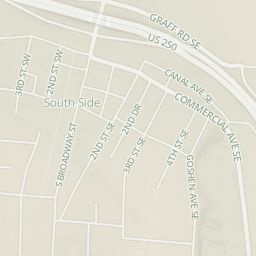 GRAFF RD SE
US 250
3RD ST SW
2ND ST SW
CANAL AVE SE
South Side
COMMERCIAL AVE SE
2ND DR
2ND ST SE
3RD ST SE
4TH ST SE
S BROADWAY ST
GOSHEN AVE SE